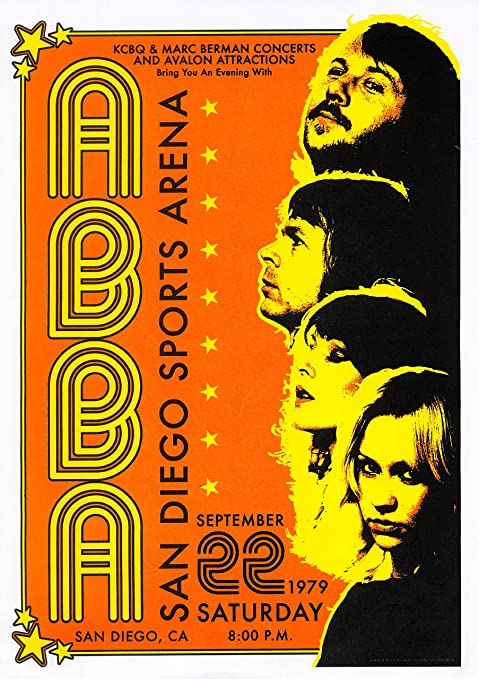 KCBQ & MARC BERMAN CONCERTS
AND AVALON ATTRACTIONS
Bring You An Evening With
ABBA
SAN DIEGO SPORTS ARENA
SEPTEMBER
22
1979
SATURDAY
8:00 P.M.
SAN DIEGO, CA